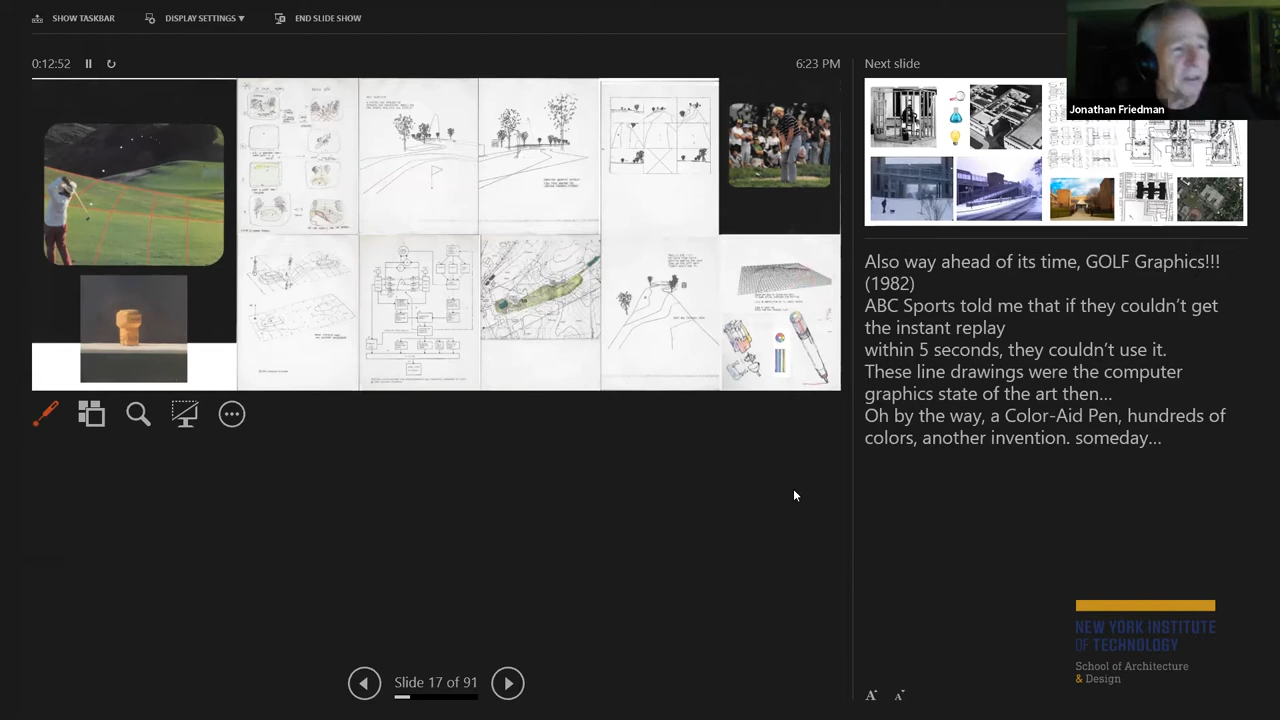 SHOW TASKBAR
DISPLAY SETTINGS ▾
END SLIDE SHOW
0:12:52
6:23 PM
Next slide
Jonathan Friedman
Also way ahead of its time, GOLF Graphics!!!
(1982)
ABC Sports told me that if they couldn't get
the instant replay
within 5 seconds, they couldn't use it.
These line drawings were the computer
graphics state of the art then...
Oh by the way, a Color-Aid Pen, hundreds of
colors, another invention. someday...
NEW YORK INSTITUTE
OF TECHNOLOGY
School of Architecture
& Design
Slide 17 of 91
A A